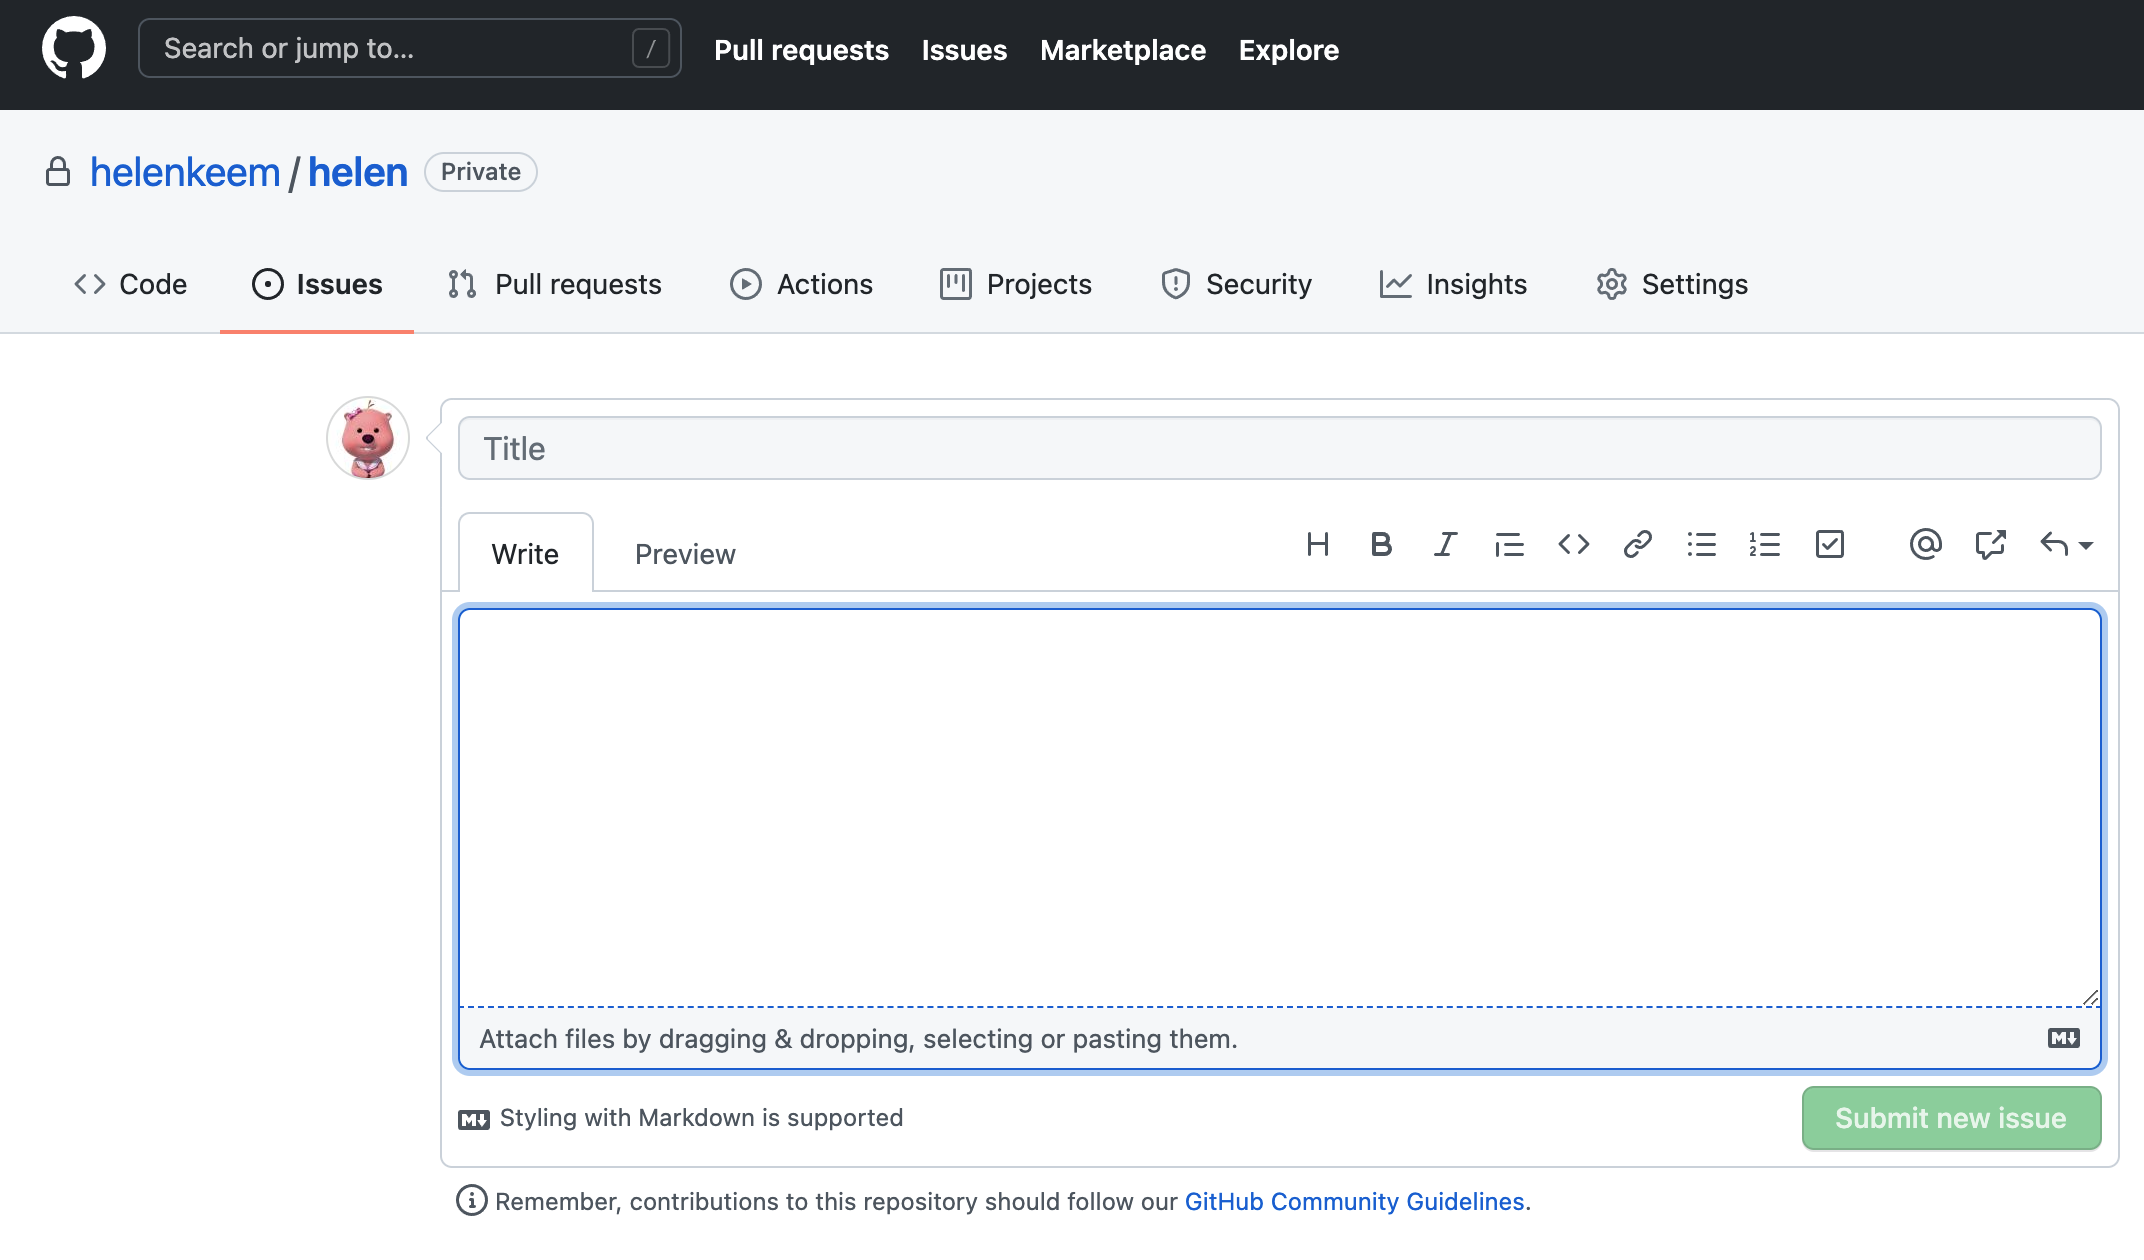 Search or jump to... / Pull requests Issues Marketplace Explore
helenkeem / helen Private
Code Issues Pull requests Actions Projects Security Insights Settings
Title
Write Preview H B I
Attach files by dragging & dropping, selecting or pasting them. M↓
M↓ Styling with Markdown is supported Submit new issue
Remember, contributions to this repository should follow our GitHub Community Guidelines.